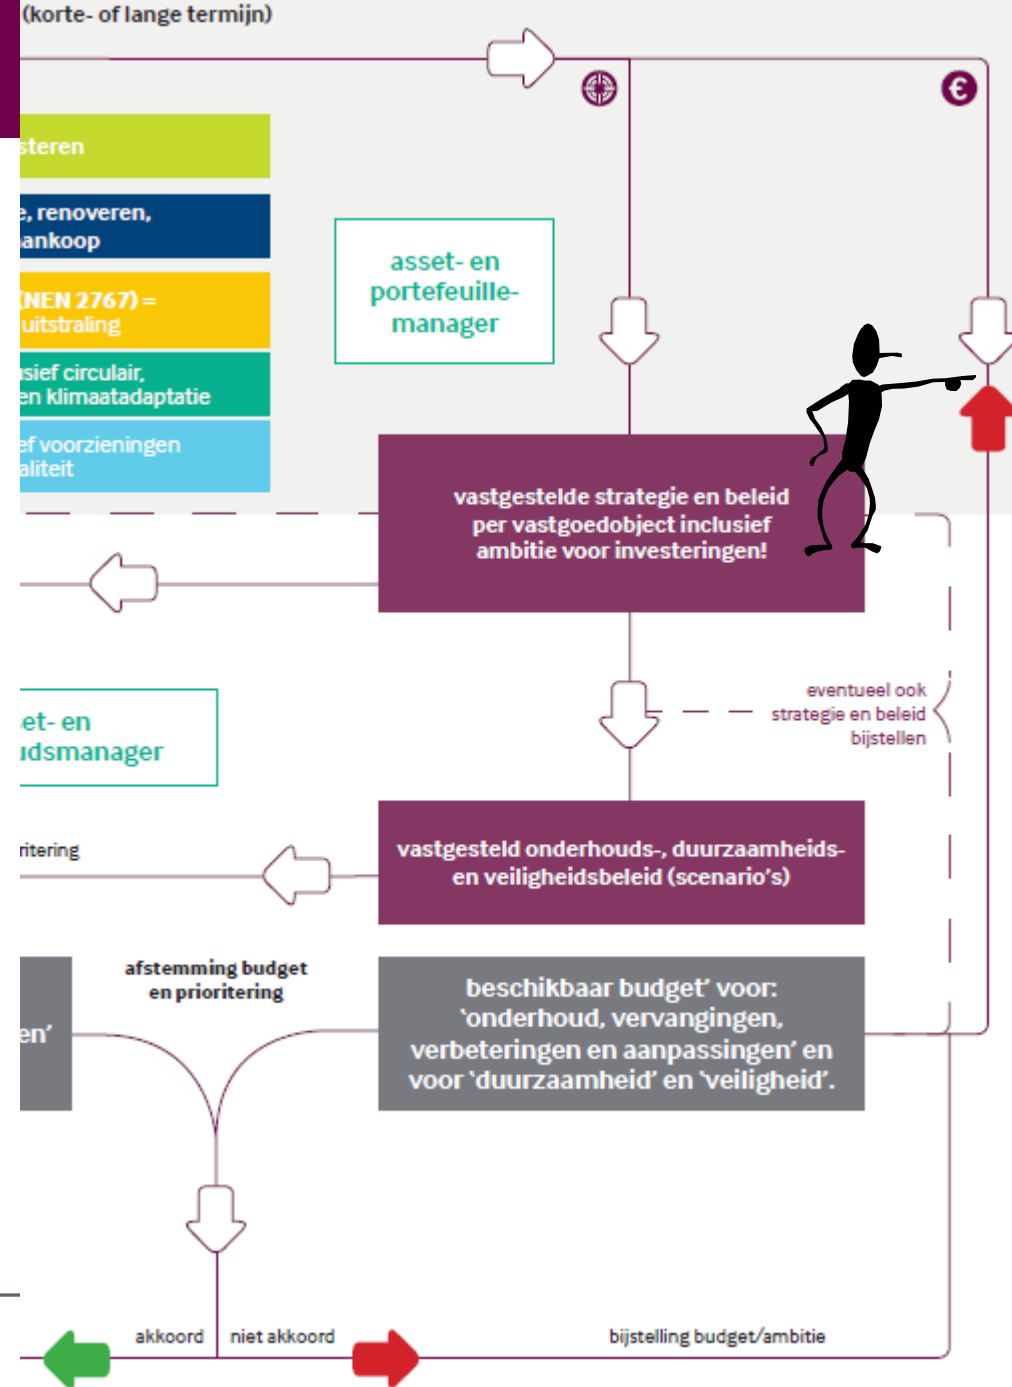 (korte- of lange termijn)
€
steren
e, renoveren,
ankoop
(NEN 2767) =
uitstraling
sief circulair,
en klimaatadaptatie
ef voorzieningen
aliteit
asset- en
portefeuille-
manager
vastgestelde strategie en beleid
per vastgoedobject inclusief
ambitie voor investeringen!
eventueel ook
strategie en beleid
bijstellen
et- en
udsmanager
vastgesteld onderhouds-, duurzaamheids-
en veiligheidsbeleid (scenario’s)
ritering
afstemming budget
en prioritering
en’
beschikbaar budget’ voor:
‘onderhoud, vervangingen,
verbeteringen en aanpassingen’ en
voor ‘duurzaamheid’ en ‘veiligheid’.
akkoord
niet akkoord
bijstelling budget/ambitie